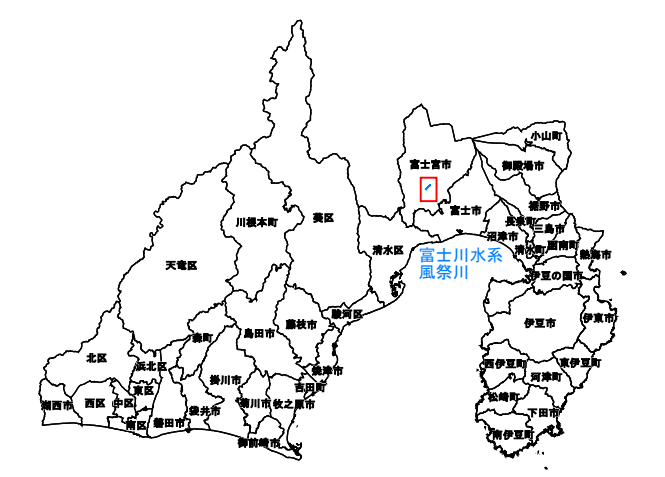 小山町
富士宮市
御殿場市
裾野市
富士市
長泉町
三島市
川根本町
葵区
沼津市
清水区
清水町
函南町
熱海市
富士川水系
風祭川
天竜区
伊豆の国市
駿河区
伊豆市
伊東市
藤枝市
島田市
森町
北区
浜北区
西伊豆町
東伊豆町
焼津市
河津町
掛川市
吉田町
東区
松崎町
湖西市
西区
中区
袋井市
菊川市
牧之原市
下田市
磐田市
南区
御前崎市
南伊豆町